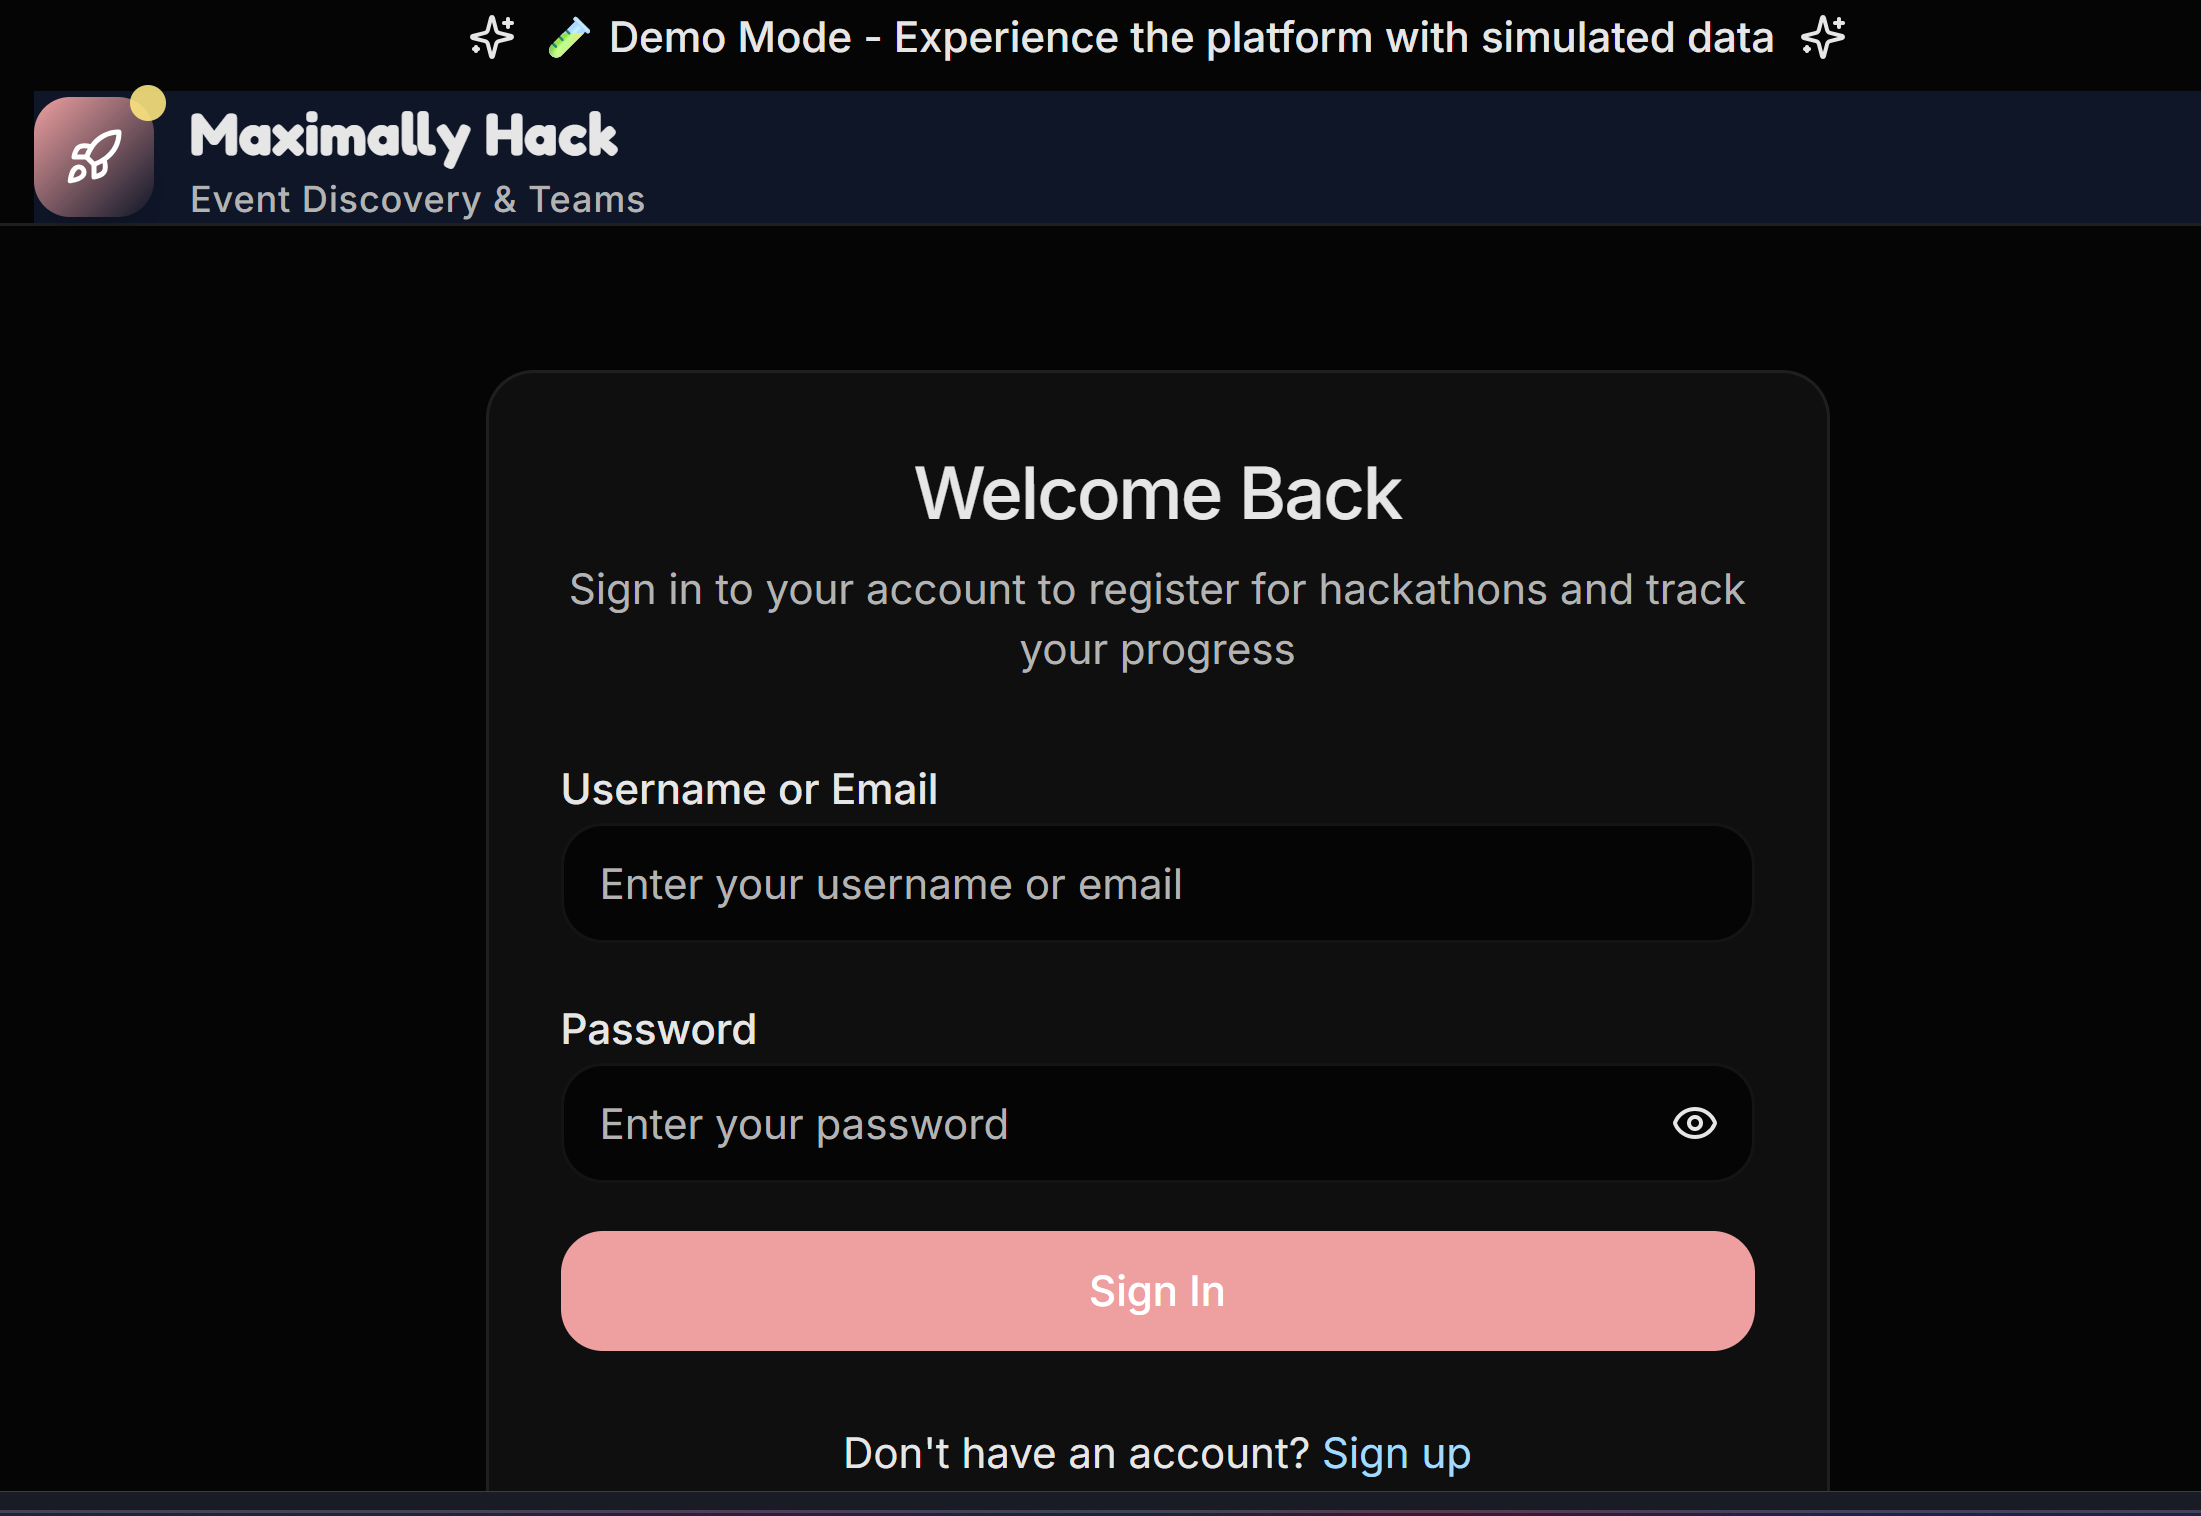 Demo Mode - Experience the platform with simulated data
Maximally Hack
Event Discovery & Teams
Welcome Back
Sign in to your account to register for hackathons and track
your progress
Username or Email
Enter your username or email
Password
Enter your password
Sign In
Don't have an account? Sign up